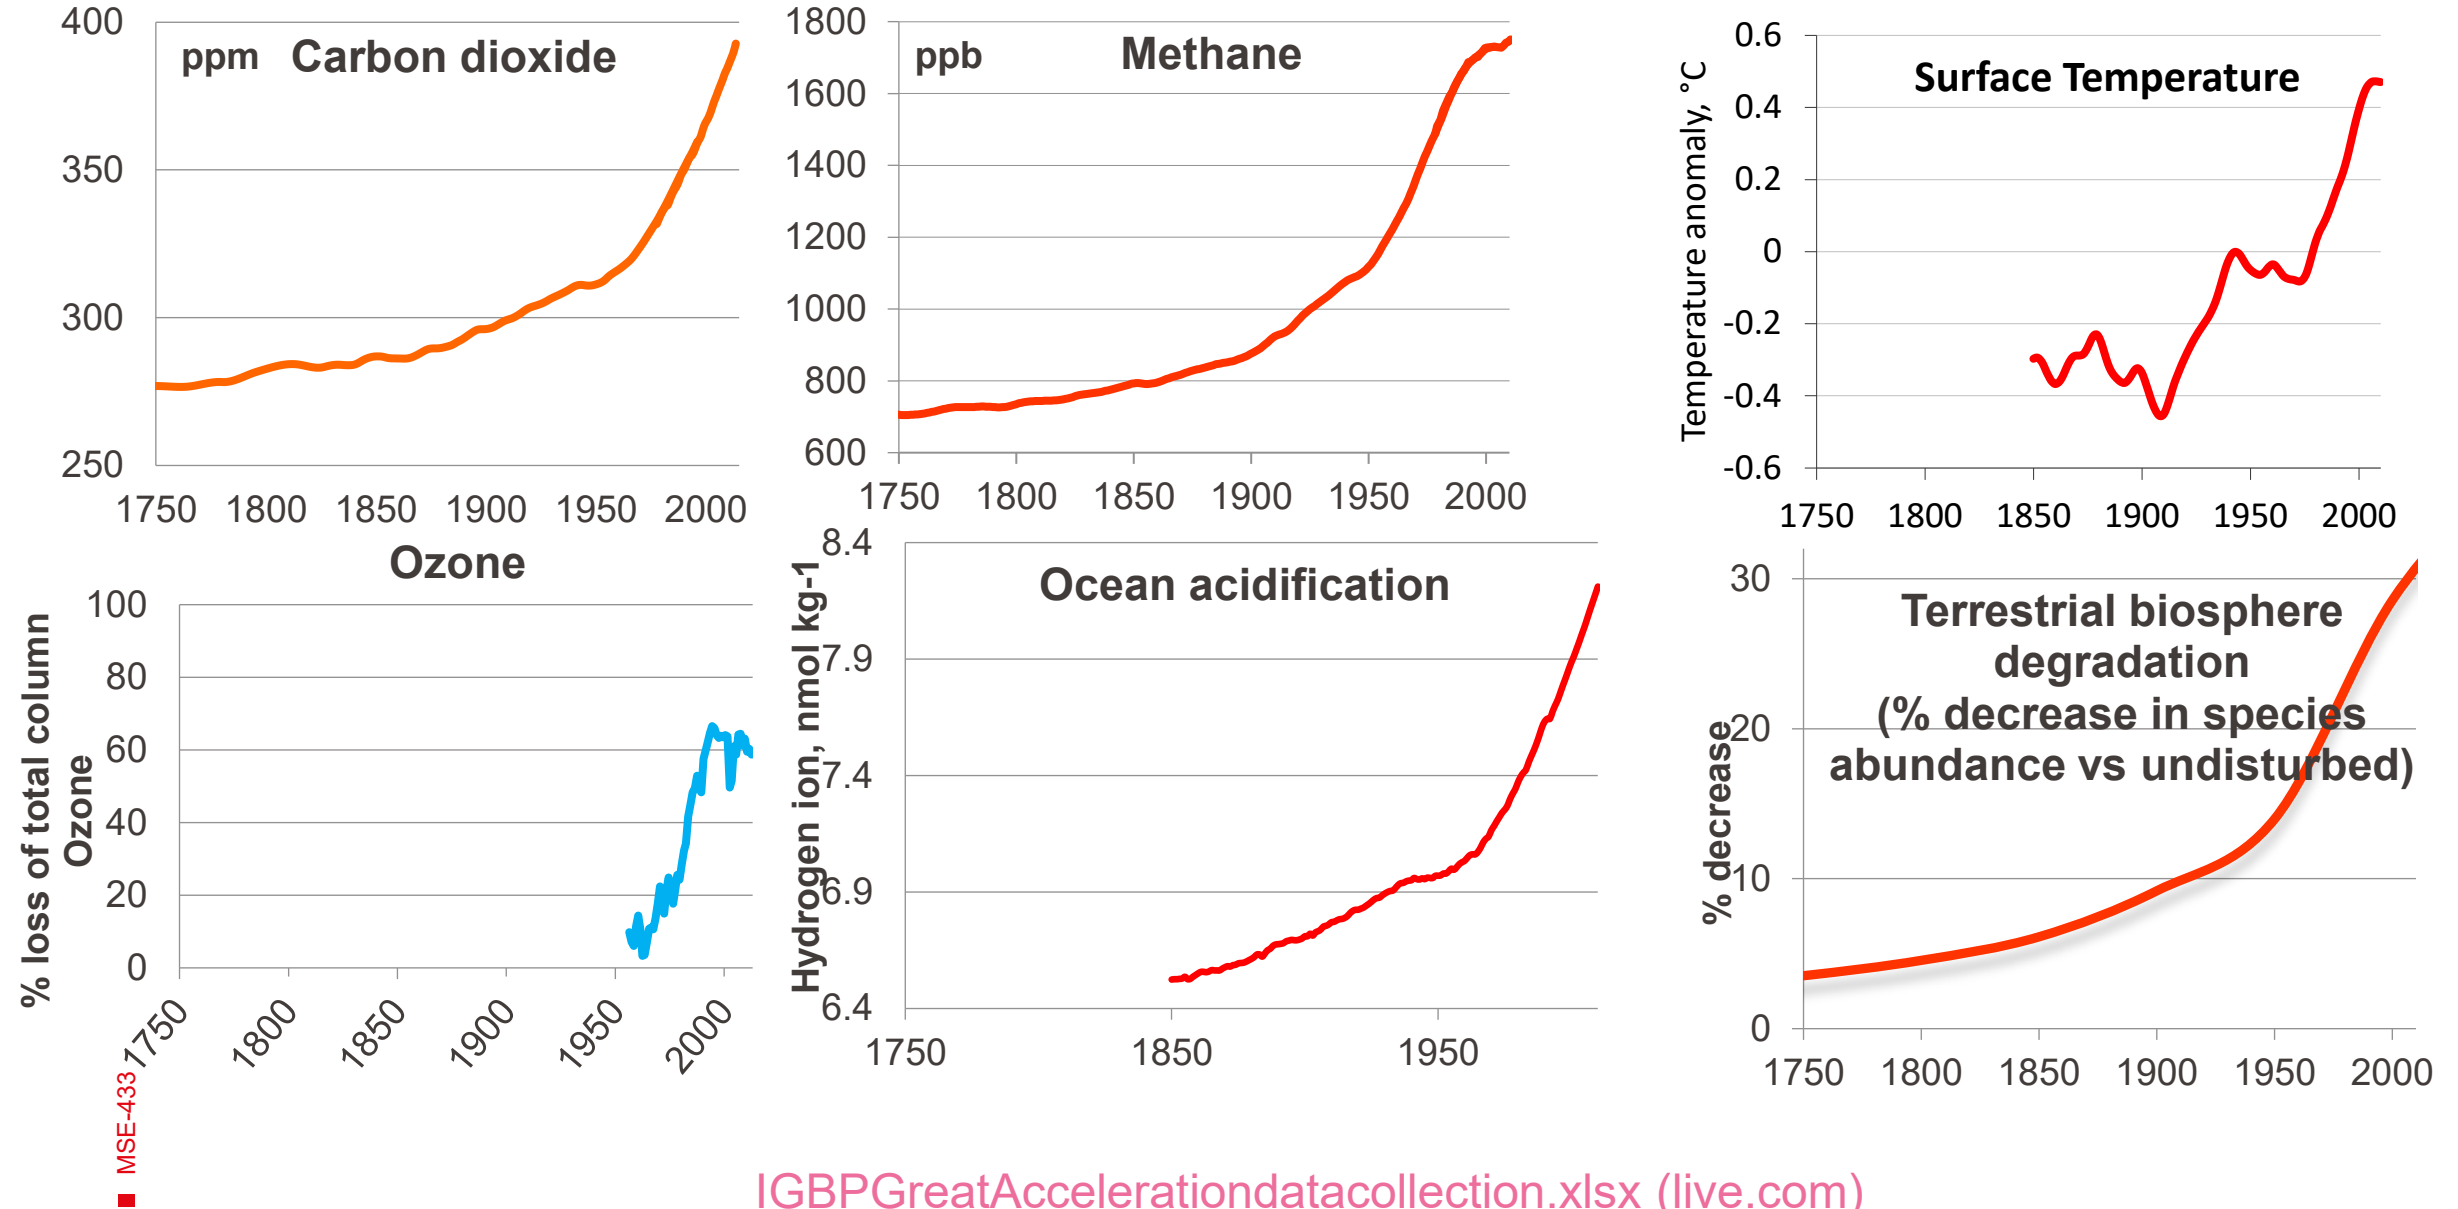 400
350
300
250
ppm Carbon dioxide
1750 1800 1850 1900 1950 2000
1800
1600
1400
1200
1000
800
600
ppb Methane
1750 1800 1850 1900 1950 2000
Temperature anomaly, °C
0.6
0.4
0.2
0
-0.2
-0.4
-0.6
Surface Temperature
1750 1800 1850 1900 1950 2000
Ozone
% loss of total column
Ozone
100
80
60
40
20
0
1750 1800 1850 1900 1950 2000
Hydrogen ion, nmol kg-1
8.4
7.9
7.4
6.9
6.4
Ocean acidification
1750 1850 1950
% decrease
30
20
10
0
Terrestrial biosphere
degradation
(% decrease in species
abundance vs undisturbed)
1750 1800 1850 1900 1950 2000
MSE-433
IGBPGreatAccelerationdatacollection.xlsx (live.com)